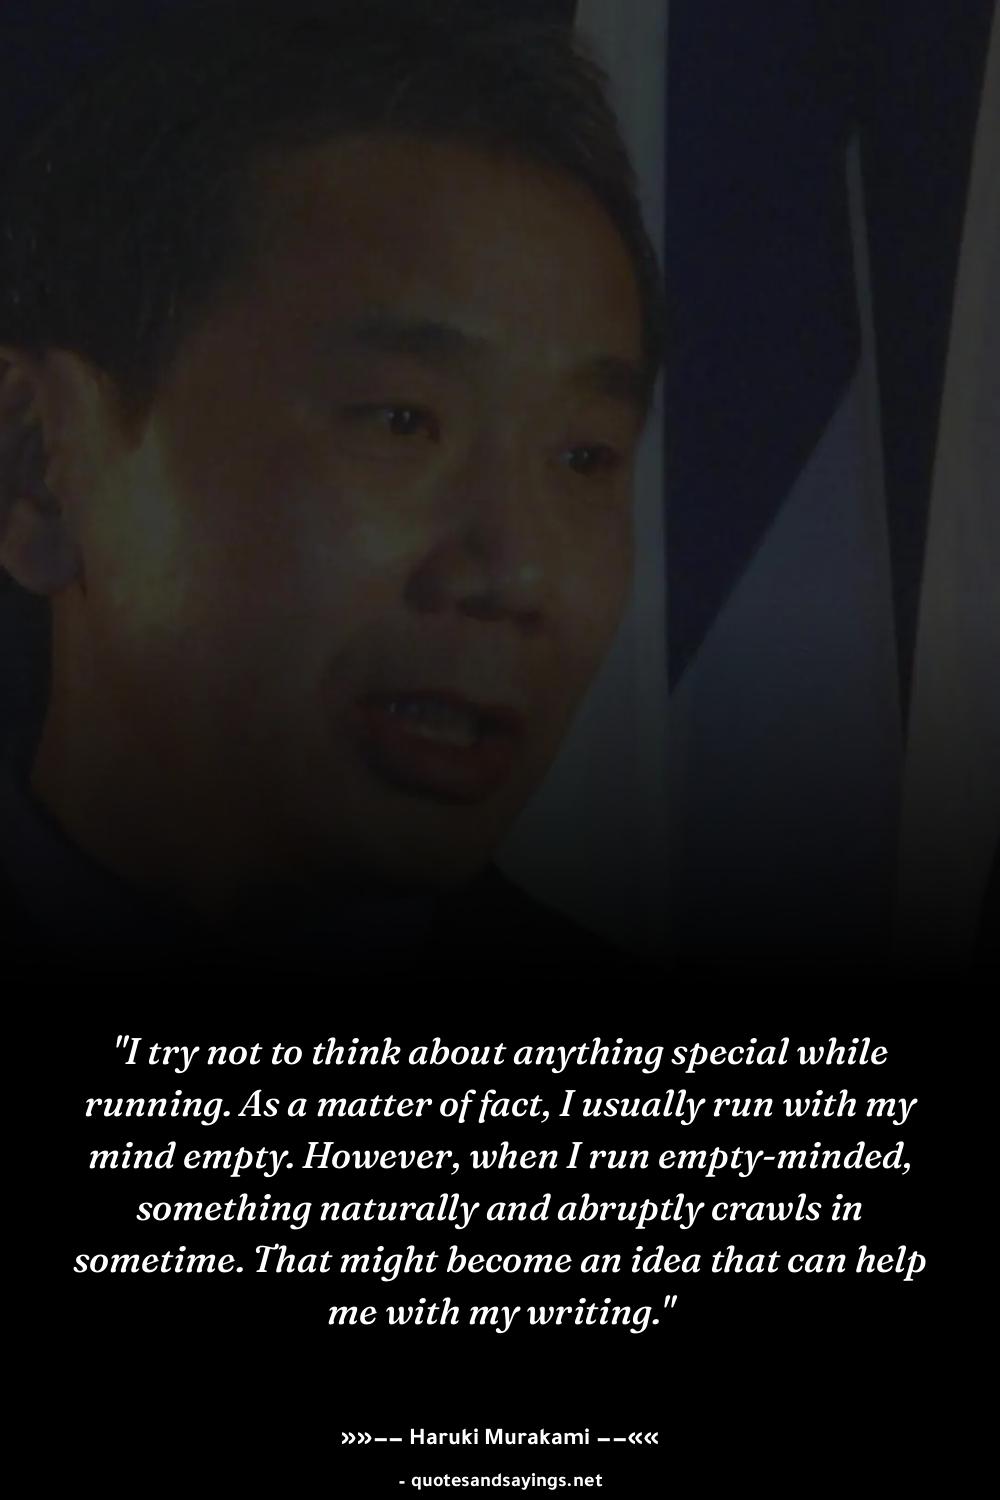 "I try not to think about anything special while
running. As a matter of fact, I usually run with my
mind empty. However, when I run empty-minded,
something naturally and abruptly crawls in
sometime. That might become an idea that can help
me with my writing."
»»–– Haruki Murakami ––««
- quotesandsayings.net